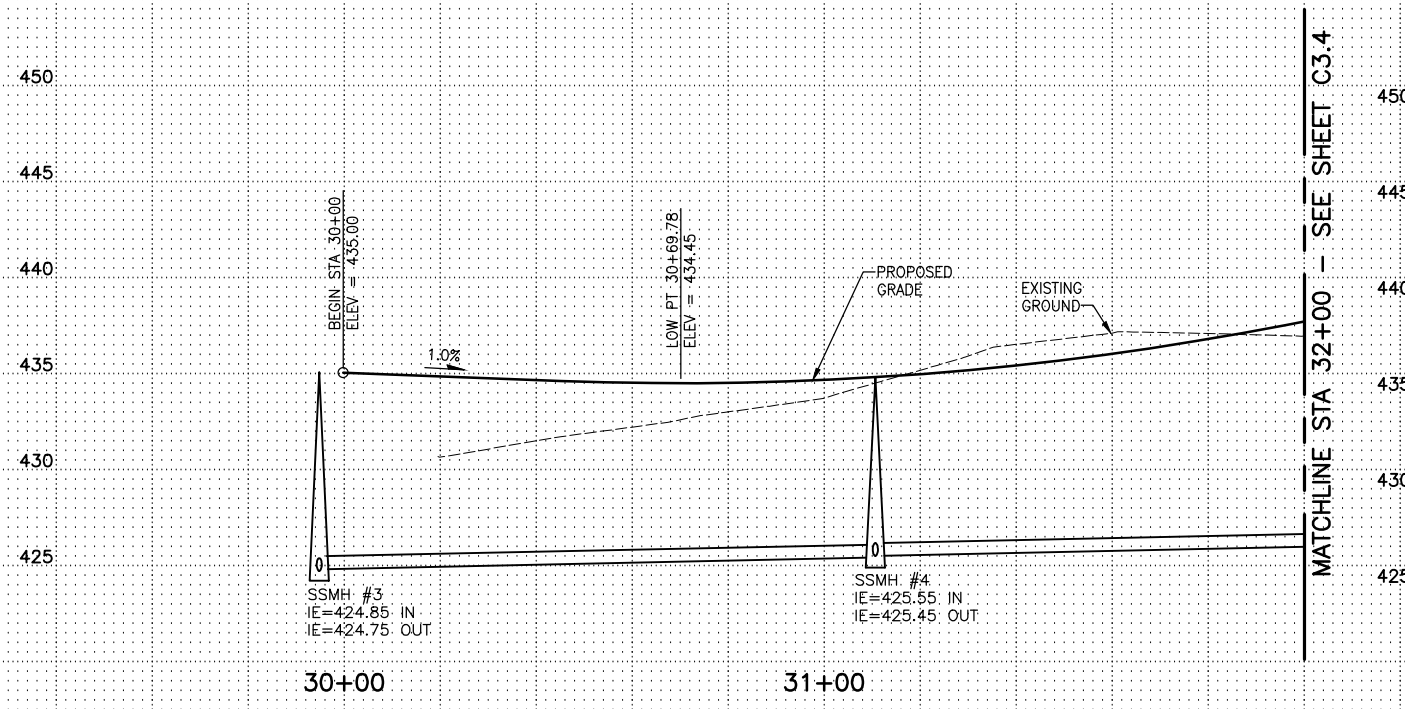 450
445
440
435
430
425
BEGIN STA 30+00
ELEV = 435.00
1.0%
LOW PT 30+69.78
ELEV = 434.45
PROPOSED
GRADE
EXISTING
GROUND
SSMH #3
IE=424.85 IN
IE=424.75 OUT
SSMH #4
IE=425.55 IN
IE=425.45 OUT
30+00
31+00
MATCHLINE STA 32+00 - SEE SHEET C3.4
450
445
440
435
430
425